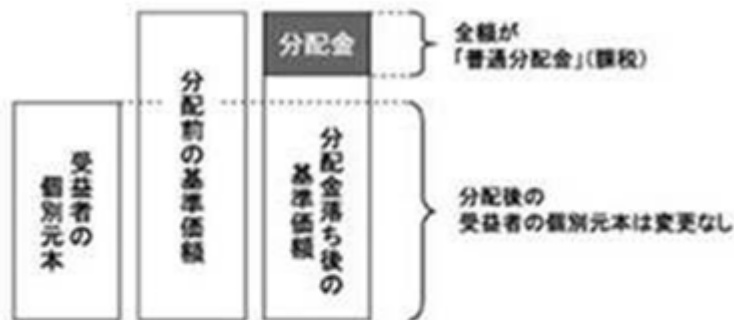 分配金
全額が
「普通分配金」(課税)
受益者の
個別元本
分配前の基準価額
分配金落ち後の
基準価額
分配後の
受益者の個別元本は変更なし